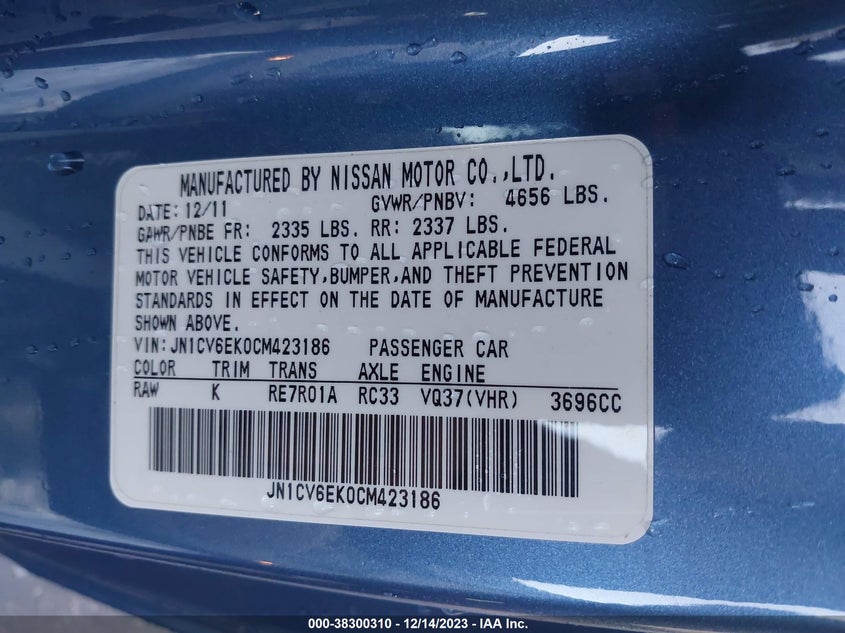 MANUFACTURED BY NISSAN MOTOR CO.,LTD.
DATE: 12/11 GVWR/PNBV: 4656 LBS.
GAWR/PNBE FR: 2335 LBS. RR: 2337 LBS.
THIS VEHICLE CONFORMS TO ALL APPLICABLE FEDERAL
MOTOR VEHICLE SAFETY,BUMPER,AND THEFT PREVENTION
STANDARDS IN EFFECT ON THE DATE OF MANUFACTURE
SHOWN ABOVE.
VIN:JN1CV6EK0CM423186 PASSENGER CAR
COLOR TRIM TRANS AXLE ENGINE
RAW K RE7R01A RC33 VQ37(VHR) 3696CC
JN1CV6EK0CM423186
000-38300310 - 12/14/2023 - IAA Inc.